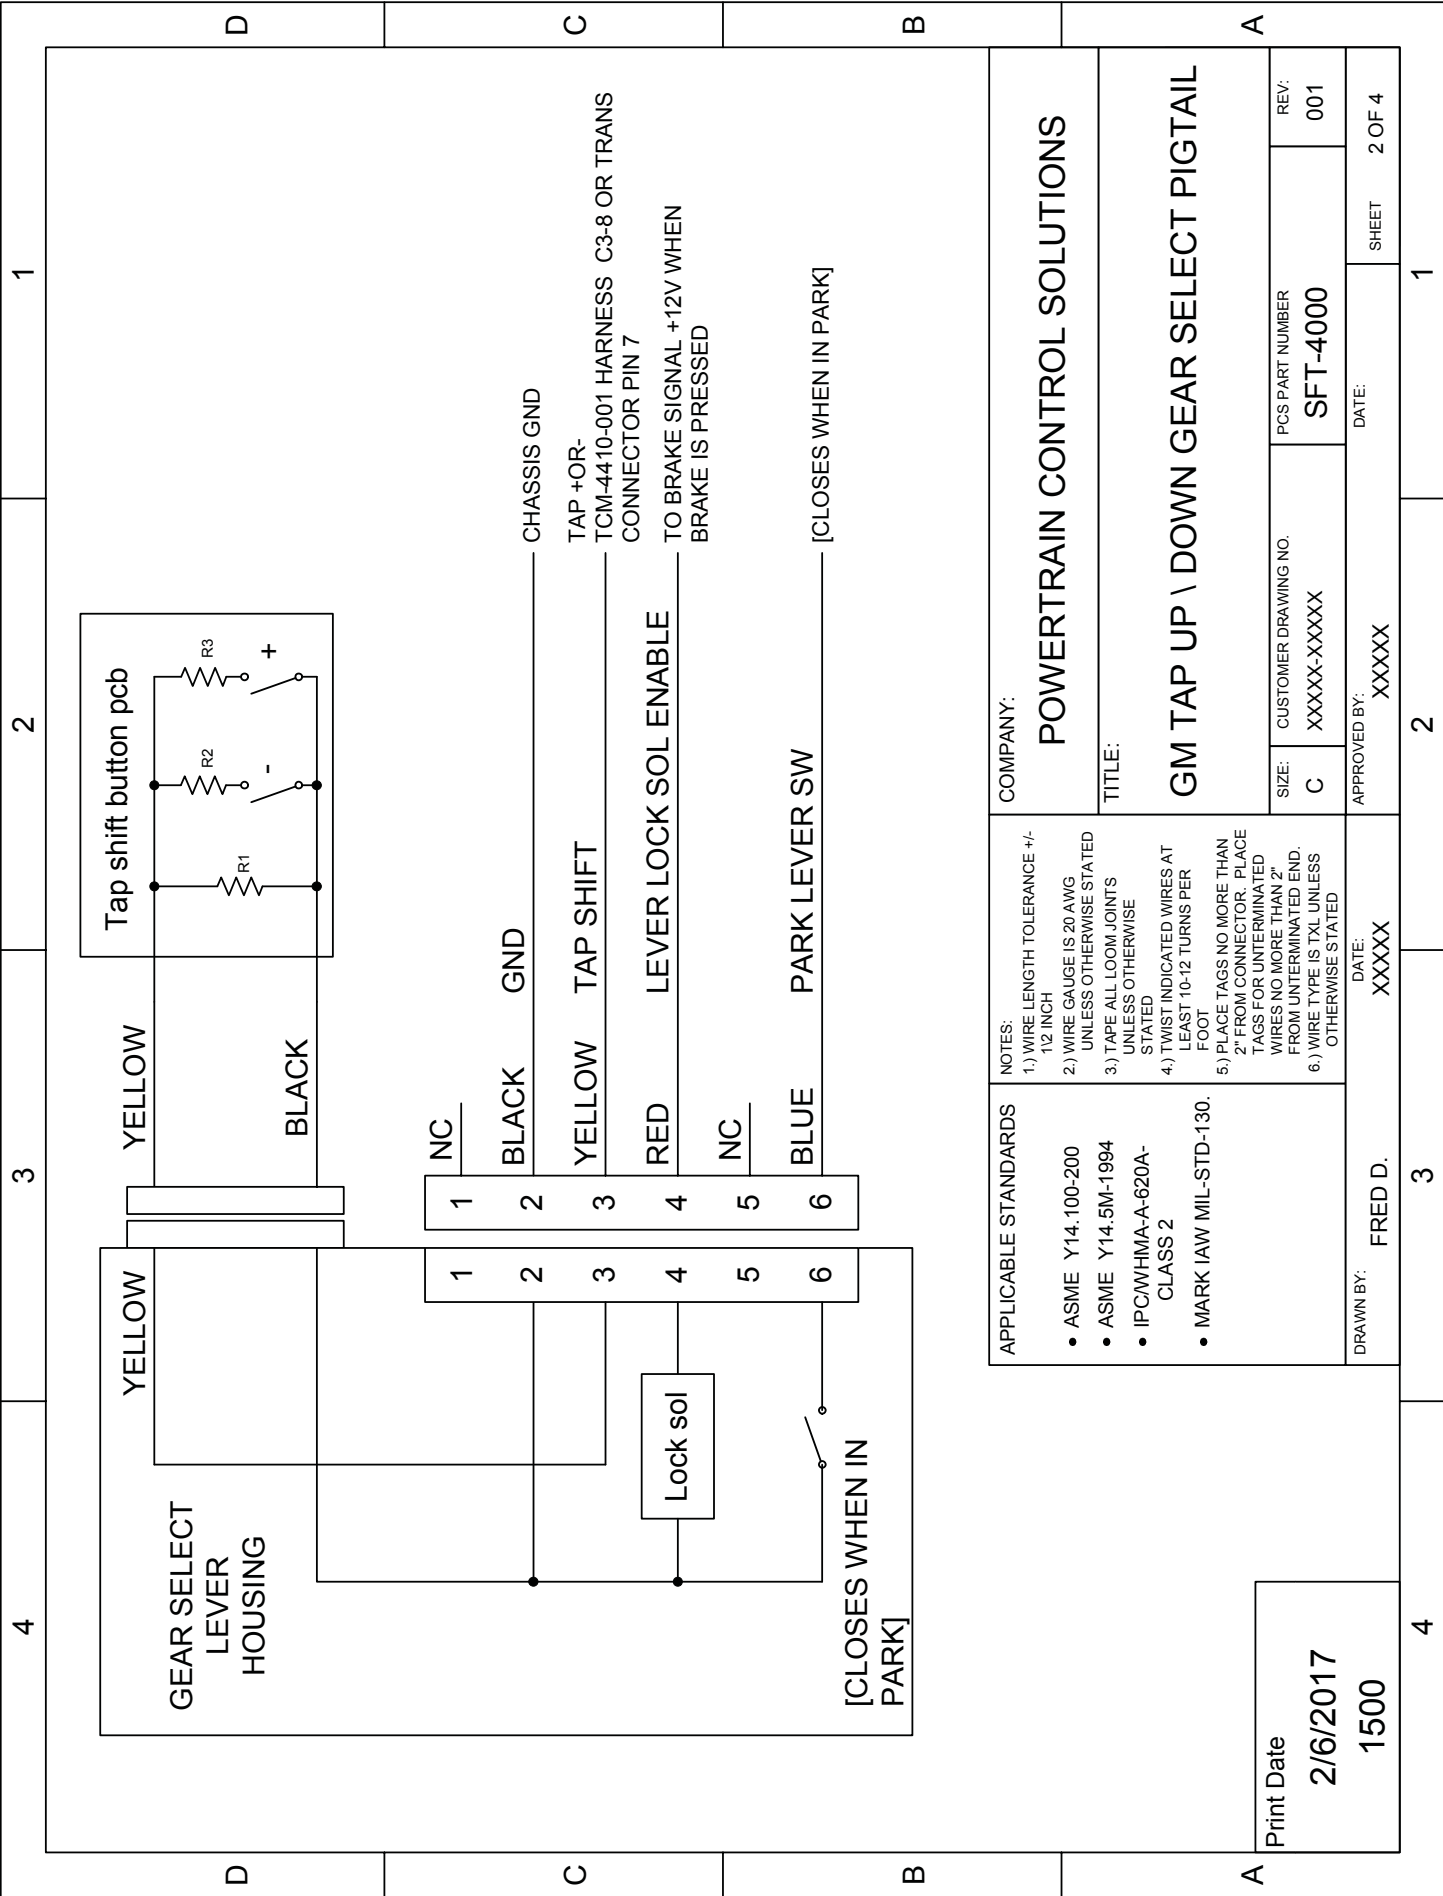 4
3
2
1
D
C
B
A
GEAR SELECT
LEVER
HOUSING
YELLOW
YELLOW
BLACK
Tap shift button pcb
R1
R2
-
R3
+
1
2
3
4
5
6
1
2
3
4
5
6
NC
BLACK GND
CHASSIS GND
YELLOW TAP SHIFT
TAP +OR-
TCM-4410-001 HARNESS C3-8 OR TRANS
CONNECTOR PIN 7
RED LEVER LOCK SOL ENABLE
TO BRAKE SIGNAL +12V WHEN
BRAKE IS PRESSED
NC
BLUE PARK LEVER SW
[CLOSES WHEN IN PARK]
Lock sol
[CLOSES WHEN IN
PARK]
APPLICABLE STANDARDS
• ASME Y14.100-200
• ASME Y14.5M-1994
• IPC/WHMA-A-620A-
CLASS 2
• MARK IAW MIL-STD-130.
NOTES:
1.) WIRE LENGTH TOLERANCE +/-
1\2 INCH
2.) WIRE GAUGE IS 20 AWG
UNLESS OTHERWISE STATED
3.) TAPE ALL LOOM JOINTS
UNLESS OTHERWISE
STATED
4.) TWIST INDICATED WIRES AT
LEAST 10-12 TURNS PER
FOOT
5.) PLACE TAGS NO MORE THAN
2" FROM CONNECTOR. PLACE
TAGS FOR UNTERMINATED
WIRES NO MORE THAN 2"
FROM UNTERMINATED END.
6.) WIRE TYPE IS TXL UNLESS
OTHERWISE STATED
COMPANY:
POWERTRAIN CONTROL SOLUTIONS
TITLE:
GM TAP UP \ DOWN GEAR SELECT PIGTAIL
SIZE:
C
CUSTOMER DRAWING NO.
XXXXX-XXXXX
PCS PART NUMBER
SFT-4000
REV:
001
DRAWN BY:
FRED D.
DATE:
XXXXX
APPROVED BY:
XXXXX
DATE:
SHEET 2 OF 4
Print Date
2/6/2017
1500
D
C
B
A
4
3
2
1